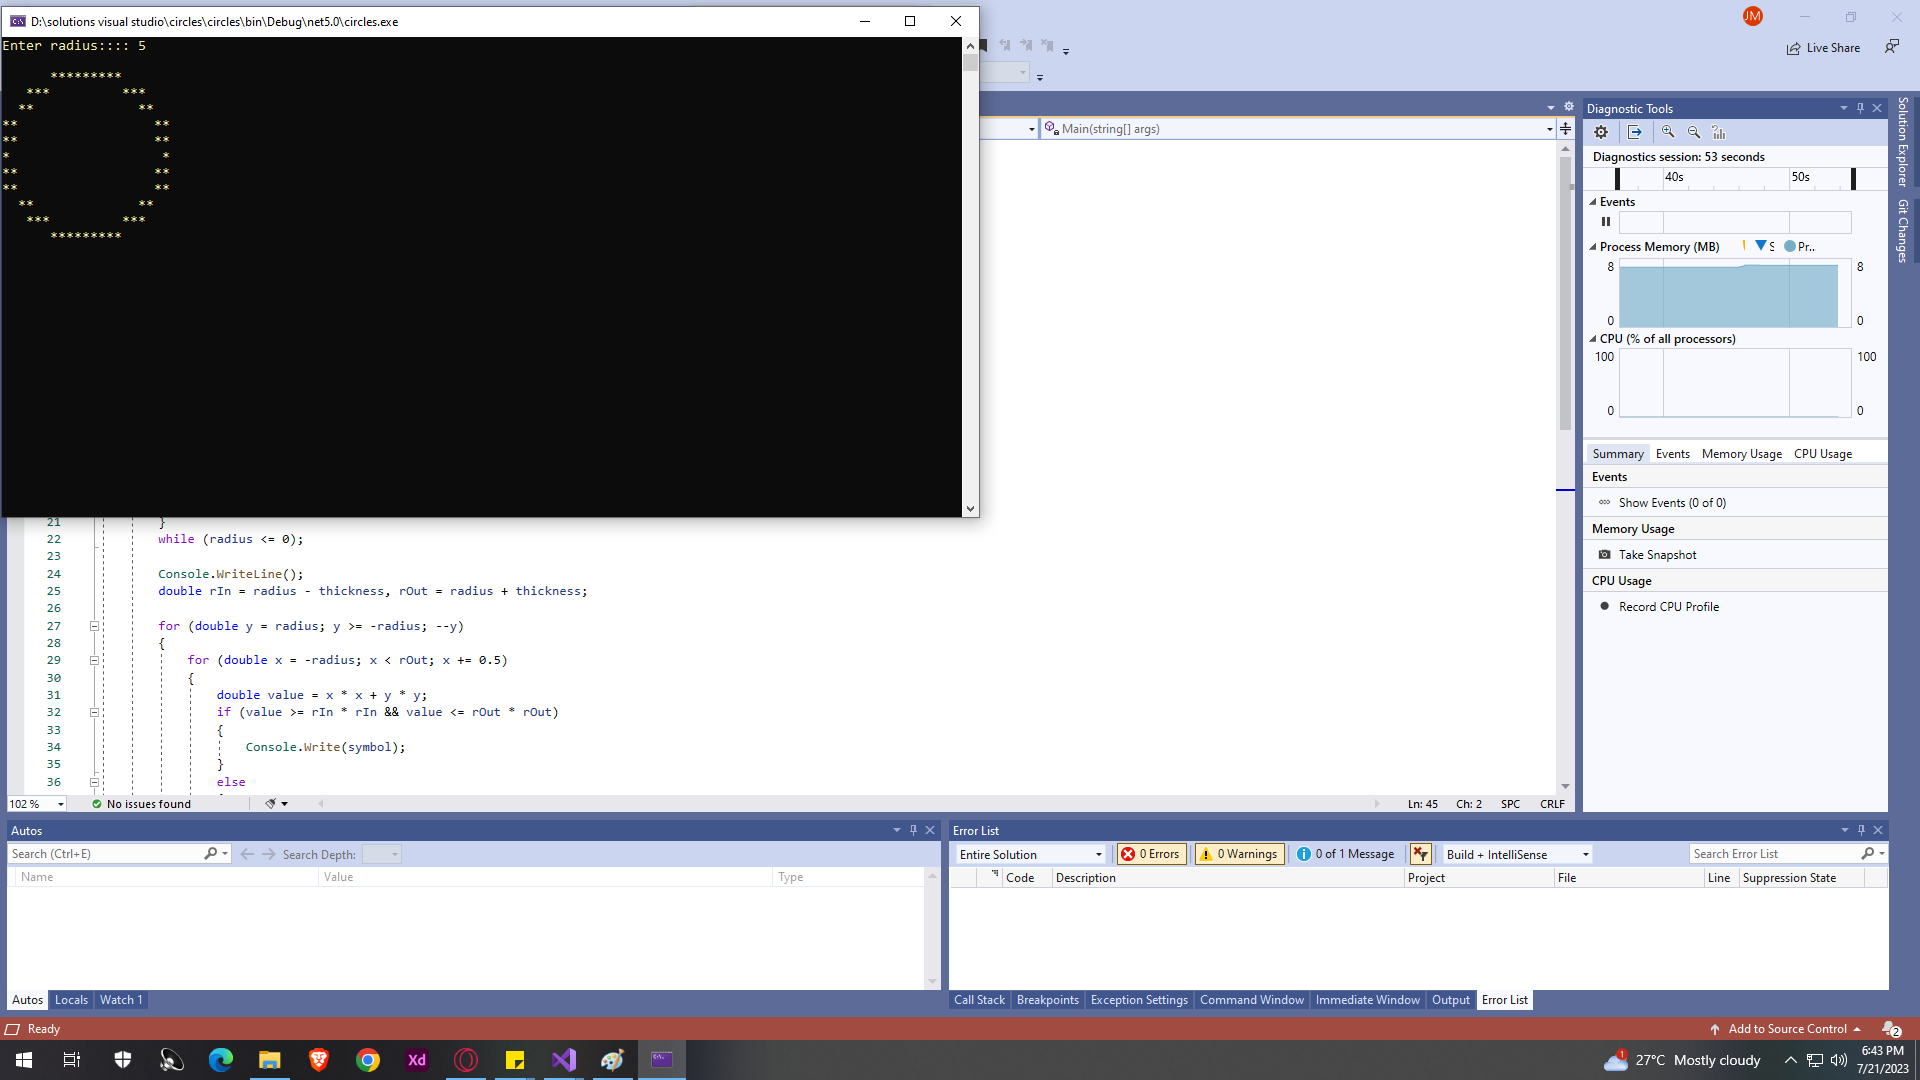 D:\solutions visual studio\circles\circles\bin\Debug\net5.0\circles.exe
Enter radius:::: 5
      *********
   ***         ***
  **             **
**                 **
**                 **
*                   *
**                 **
**                 **
  **             **
   ***         ***
      *********
JM
Live Share
Main(string[] args)
21 }
22 while (radius <= 0);
23
24 Console.WriteLine();
25 double rIn = radius - thickness, rOut = radius + thickness;
26
27 for (double y = radius; y >= -radius; --y)
28 {
29 for (double x = -radius; x < rOut; x += 0.5)
30 {
31 double value = x * x + y * y;
32 if (value >= rIn * rIn && value <= rOut * rOut)
33 {
34 Console.Write(symbol);
35 }
36 else
102 %
No issues found
Ln: 45 Ch: 2 SPC CRLF
Diagnostic Tools
Diagnostics session: 53 seconds
40s 50s
Events
Process Memory (MB) S Pr...
8 8
0 0
CPU (% of all processors)
100 100
0 0
Summary Events Memory Usage CPU Usage
Events
Show Events (0 of 0)
Memory Usage
Take Snapshot
CPU Usage
Record CPU Profile
Solution Explorer
Git Changes
Autos
Search (Ctrl+E) Search Depth:
Name Value Type
Autos Locals Watch 1
Error List
Entire Solution 0 Errors 0 Warnings 0 of 1 Message Build + IntelliSense Search Error List
Code Description Project File Line Suppression State
Call Stack Breakpoints Exception Settings Command Window Immediate Window Output Error List
Ready
Add to Source Control 2
Xd
1 27°C Mostly cloudy
6:43 PM
7/21/2023